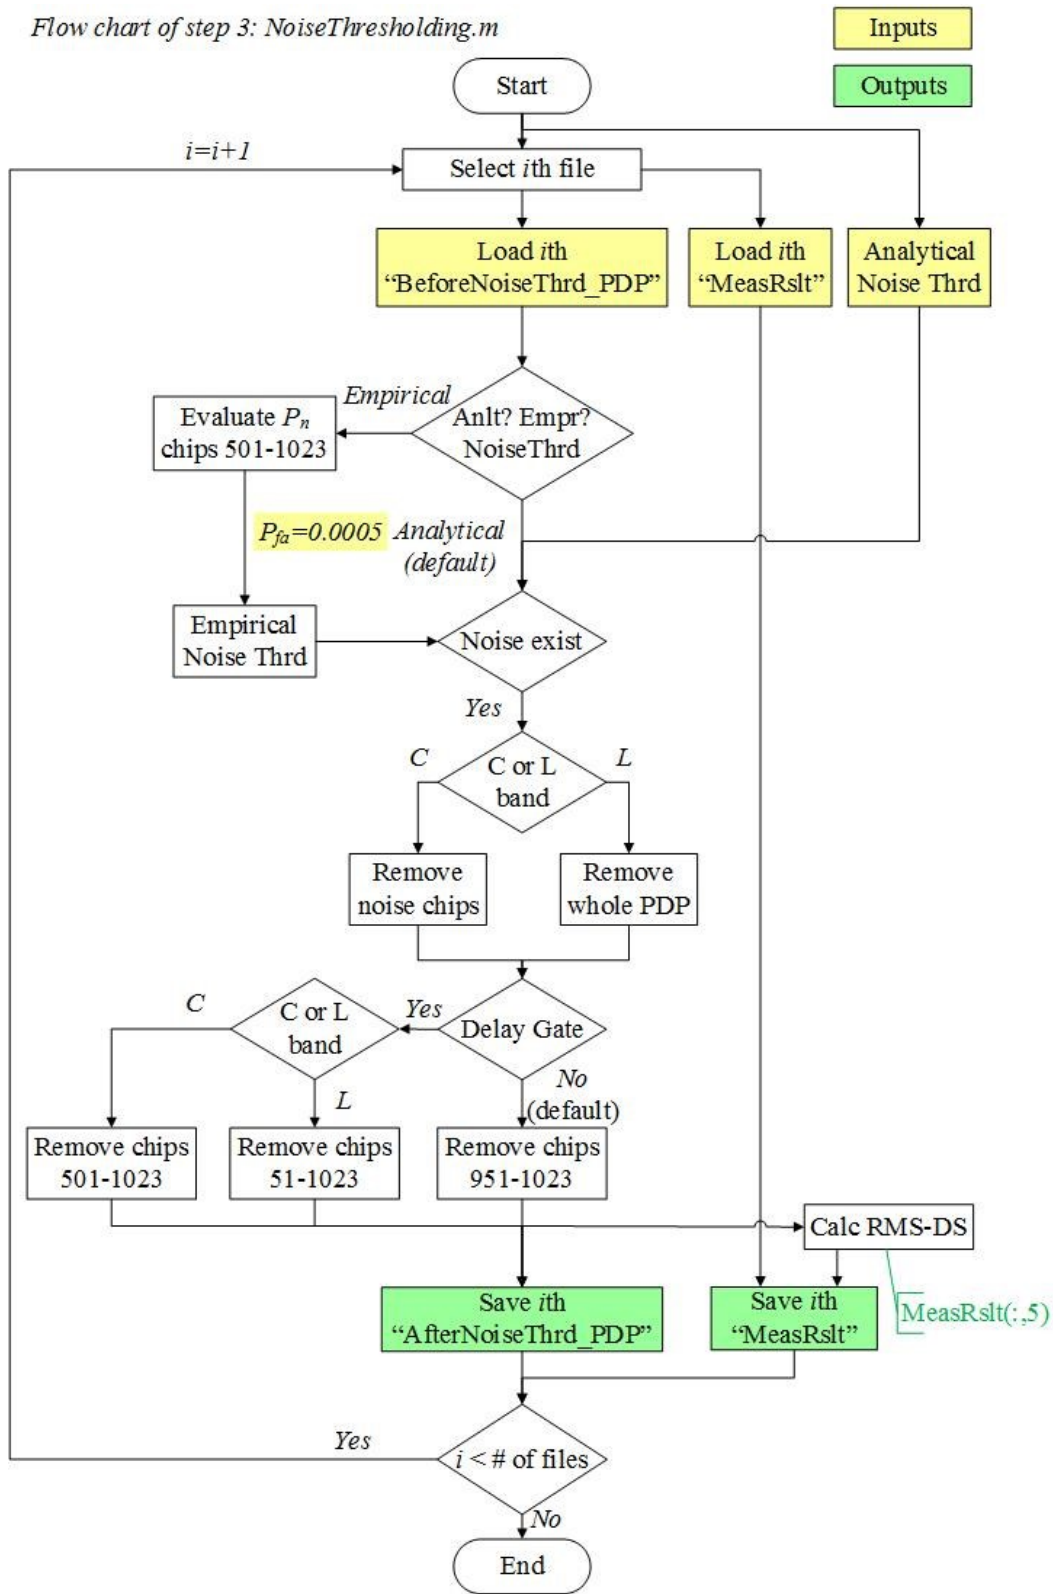 Flow chart of step 3: NoiseThresholding.m
Inputs
Outputs
Start
i=i+1
Select ith file
Load ith
“BeforeNoiseThrd_PDP”
Load ith
“MeasRslt”
Analytical
Noise Thrd
Empirical
Anlt? Empr?
NoiseThrd
Evaluate Pn
chips 501-1023
Pfa=0.0005
Analytical
(default)
Empirical
Noise Thrd
Noise exist
Yes
C
C or L
band
L
Remove
noise chips
Remove
whole PDP
C
C or L
band
Yes
Delay Gate
L
No
(default)
Remove chips
501-1023
Remove chips
51-1023
Remove chips
951-1023
Calc RMS-DS
Save ith
“AfterNoiseThrd_PDP”
Save ith
“MeasRslt”
MeasRslt(:,5)
Yes
i < # of files
No
End